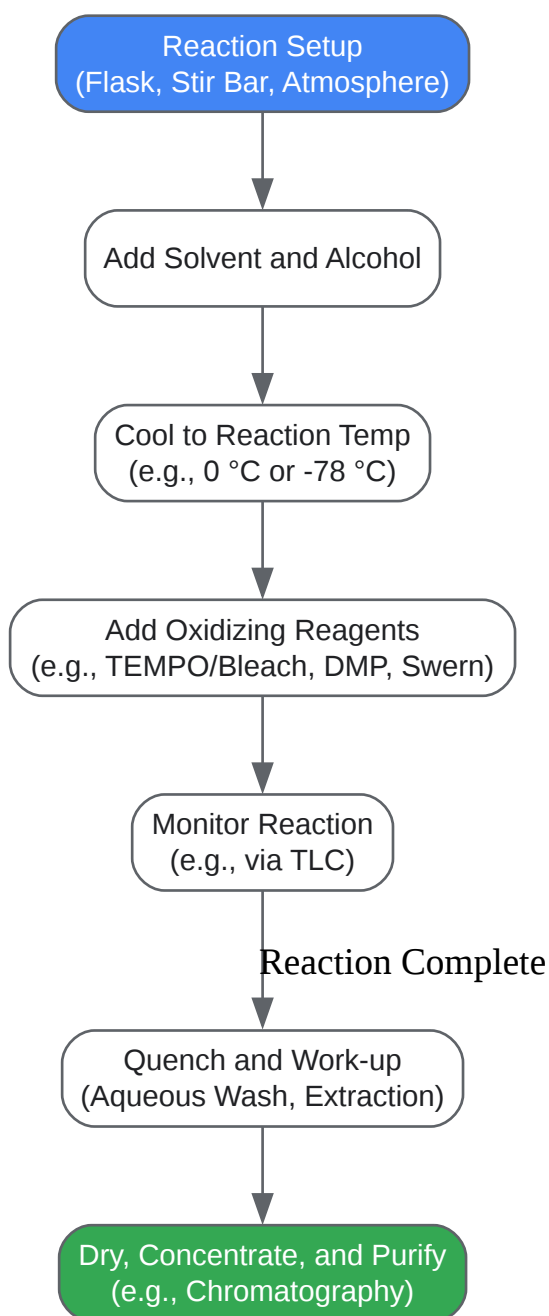 Reaction Setup
(Flask, Stir Bar, Atmosphere)
Add Solvent and Alcohol
Cool to Reaction Temp
(e.g., 0 °C or -78 °C)
Add Oxidizing Reagents
(e.g., TEMPO/Bleach, DMP, Swern)
Monitor Reaction
(e.g., via TLC)
Reaction Complete
Quench and Work-up
(Aqueous Wash, Extraction)
Dry, Concentrate, and Purify
(e.g., Chromatography)